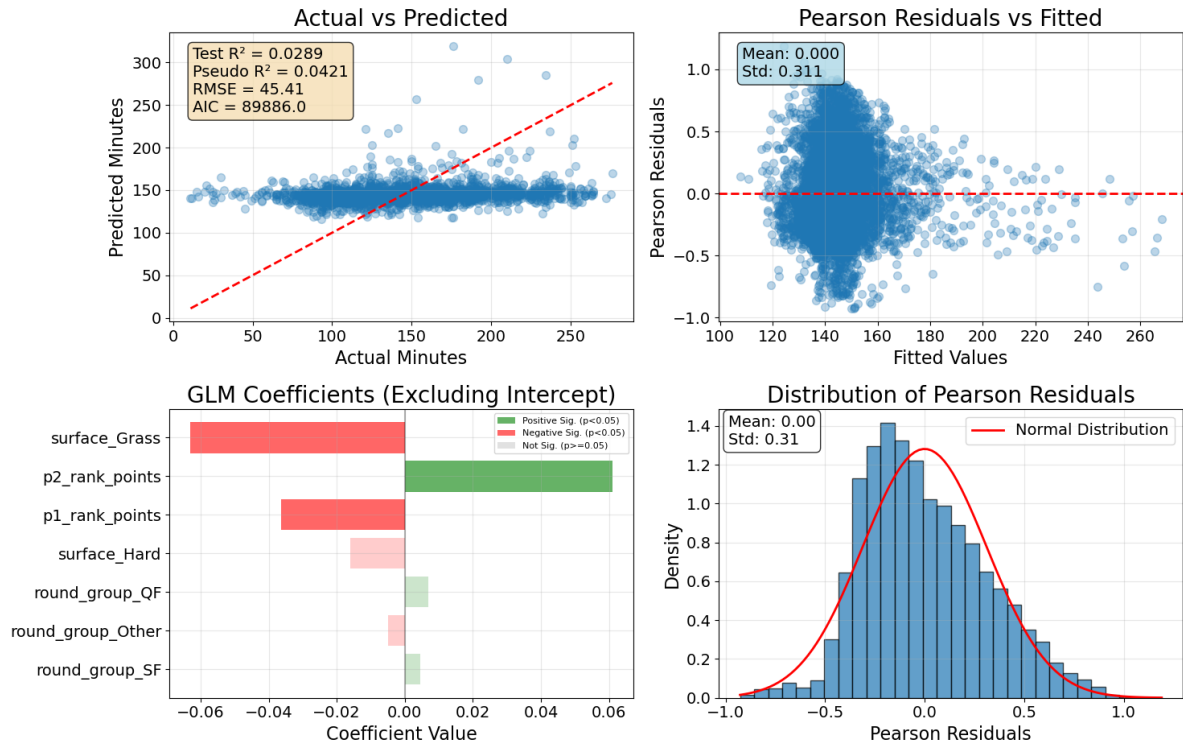 Actual vs Predicted
Test R² = 0.0289
Pseudo R² = 0.0421
RMSE = 45.41
AIC = 89886.0
Predicted Minutes
300
250
200
150
100
50
0
0 50 100 150 200 250
Actual Minutes
Pearson Residuals vs Fitted
Mean: 0.000
Std: 0.311
Pearson Residuals
1.0
0.5
0.0
−0.5
−1.0
100 120 140 160 180 200 220 240 260
Fitted Values
GLM Coefficients (Excluding Intercept)
Positive Sig. (p<0.05)
Negative Sig. (p<0.05)
Not Sig. (p>=0.05)
surface_Grass
p2_rank_points
p1_rank_points
surface_Hard
round_group_QF
round_group_Other
round_group_SF
−0.06 −0.04 −0.02 0.00 0.02 0.04 0.06
Coefficient Value
Distribution of Pearson Residuals
Mean: 0.00
Std: 0.31
Normal Distribution
Density
1.4
1.2
1.0
0.8
0.6
0.4
0.2
0.0
−1.0 −0.5 0.0 0.5 1.0
Pearson Residuals